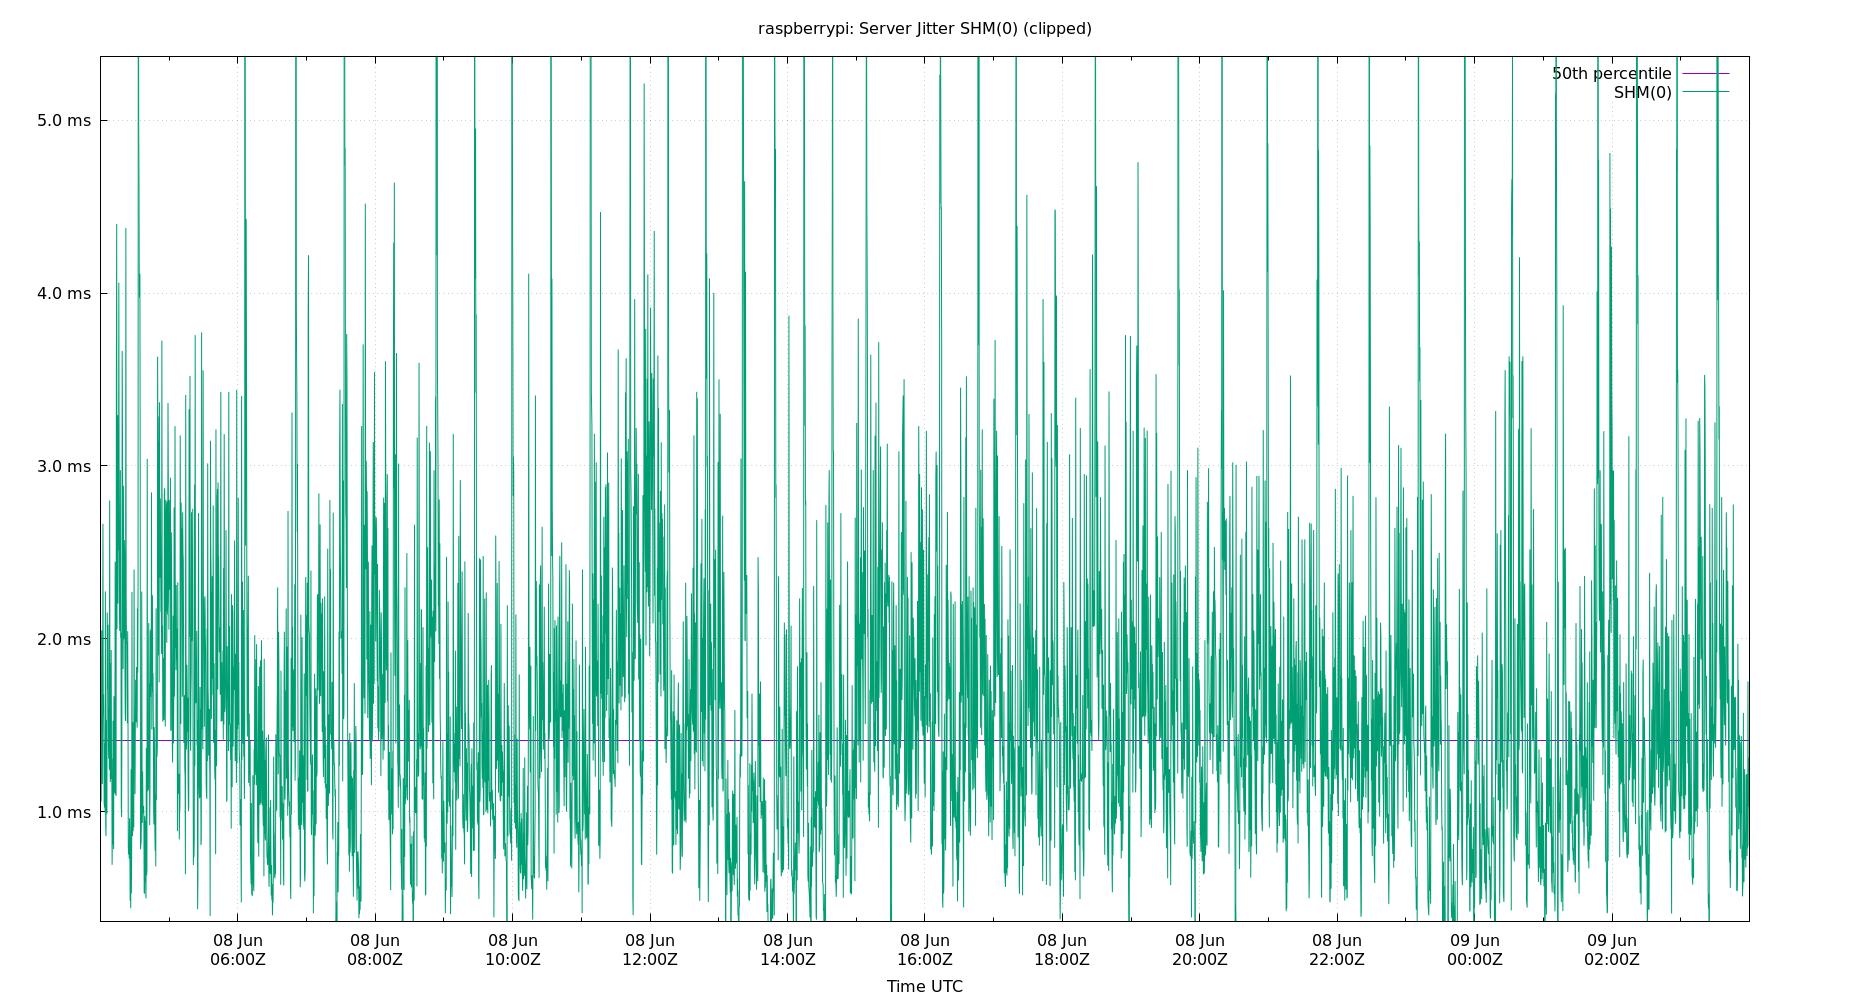 raspberrypi: Server Jitter SHM(0) (clipped)
50th percentile
SHM(0)
5.0 ms
4.0 ms
3.0 ms
2.0 ms
1.0 ms
08 Jun 08 Jun 08 Jun 08 Jun 08 Jun 08 Jun 08 Jun 08 Jun 08 Jun 09 Jun 09 Jun
06:00Z 08:00Z 10:00Z 12:00Z 14:00Z 16:00Z 18:00Z 20:00Z 22:00Z 00:00Z 02:00Z
Time UTC